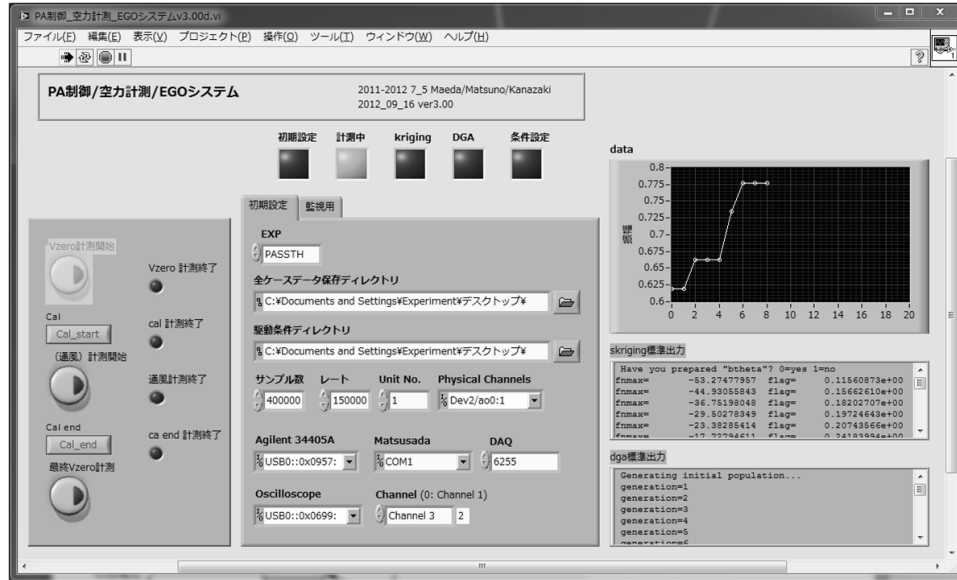 PA制御_空力計測_EGOシステムv3.00d.vi
ファイル(F) 編集(E) 表示(V) プロジェクト(P) 操作(O) ツール(T) ウィンドウ(W) ヘルプ(H)
PA制御/空力計測/EGOシステム
2011-2012 7_5 Maeda/Matsuno/Kanazaki
2012_09_16 ver3.00
初期設定 計測中 kriging DGA 条件設定
Vzero計測開始
Vzero 計測終了
Cal
Cal_start
cal 計測終了
(通風) 計測開始
通風計測終了
Cal end
Cal_end
ca end 計測終了
最終Vzero計測
初期設定 監視用
EXP
PASSTH
全ケースデータ保存ディレクトリ
C:¥Documents and Settings¥Experiment¥デスクトップ¥
駆動条件ディレクトリ
C:¥Documents and Settings¥Experiment¥デスクトップ¥
サンプル数 レート Unit No. Physical Channels
400000 150000 1 Dev2/ao0:1
Agilent 34405A Matsusada DAQ
USB0::0x0957: COM1 6255
Oscilloscope Channel (0: Channel 1)
USB0::0x0699: Channel 3 2
data
振幅
0.8
0.775
0.75
0.725
0.7
0.675
0.65
0.625
0.6
0 2 4 6 8 10 12 14 16 18 20
skriging標準出力
Have you prepared "btheta"? 0=yes 1=no
fnmax= -53.27477957 flag= 0.11560873e+00
fnmax= -44.93055843 flag= 0.15662610e+00
fnmax= -36.75198048 flag= 0.18202707e+00
fnmax= -29.50278349 flag= 0.19724643e+00
fnmax= -23.38285414 flag= 0.20743566e+00
fnmax= -17.72794611 flag= 0.24183994e+00
dga標準出力
Generating initial population...
generation=1
generation=2
generation=3
generation=4
generation=5
generation=6